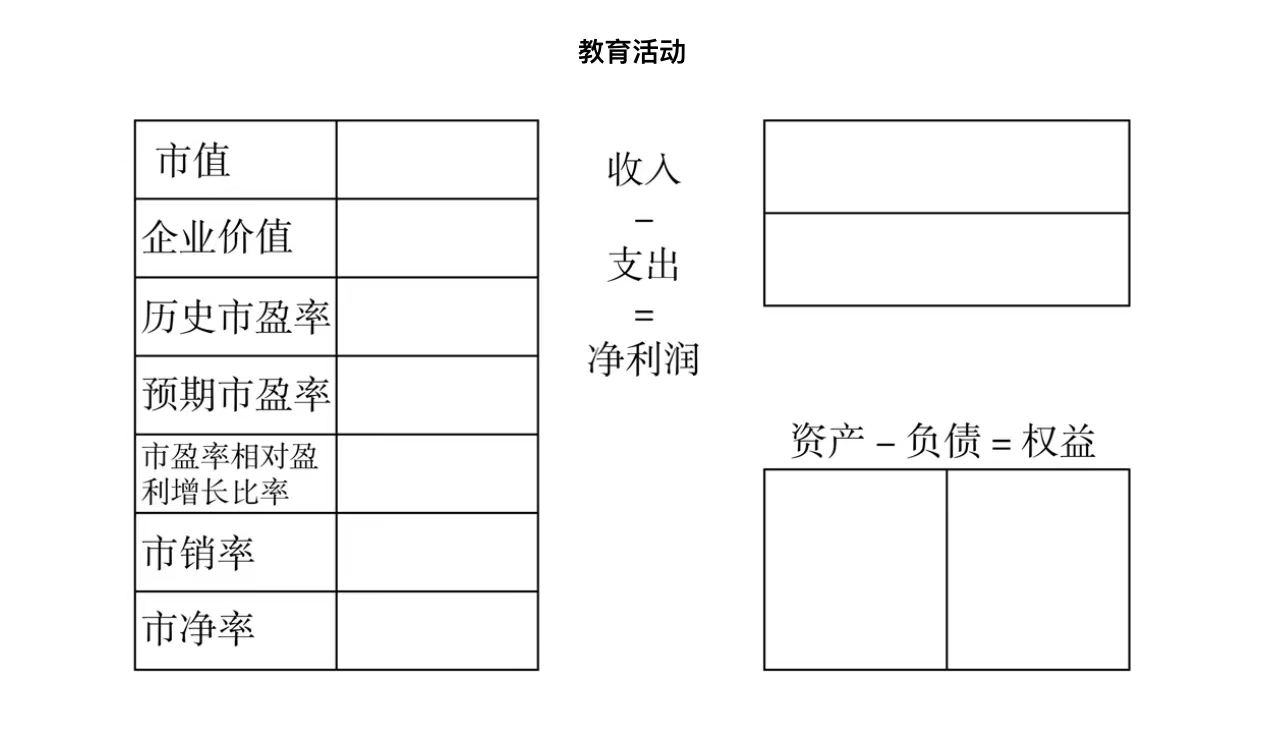 教育活动
市值
企业价值
历史市盈率
预期市盈率
市盈率相对盈
利增长比率
市销率
市净率
收入
–
支出
=
净利润
资产 – 负债 = 权益